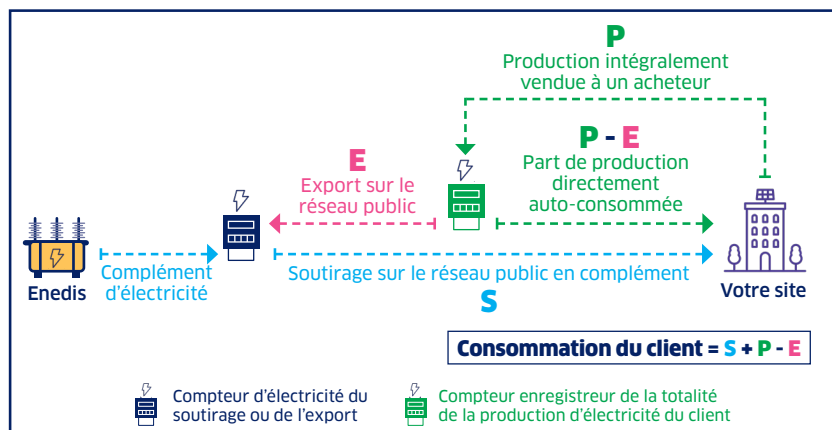 P
Production intégralement
vendue à un acheteur
P - E
Part de production
directement
auto-consommée
E
Export sur le
réseau public
Enedis
Complément
d'électricité
Soutirage sur le réseau public en complément
S
Votre site
Consommation du client = S + P - E
Compteur d'électricité du
soutirage ou de l'export
Compteur enregistreur de la totalité
de la production d'électricité du client